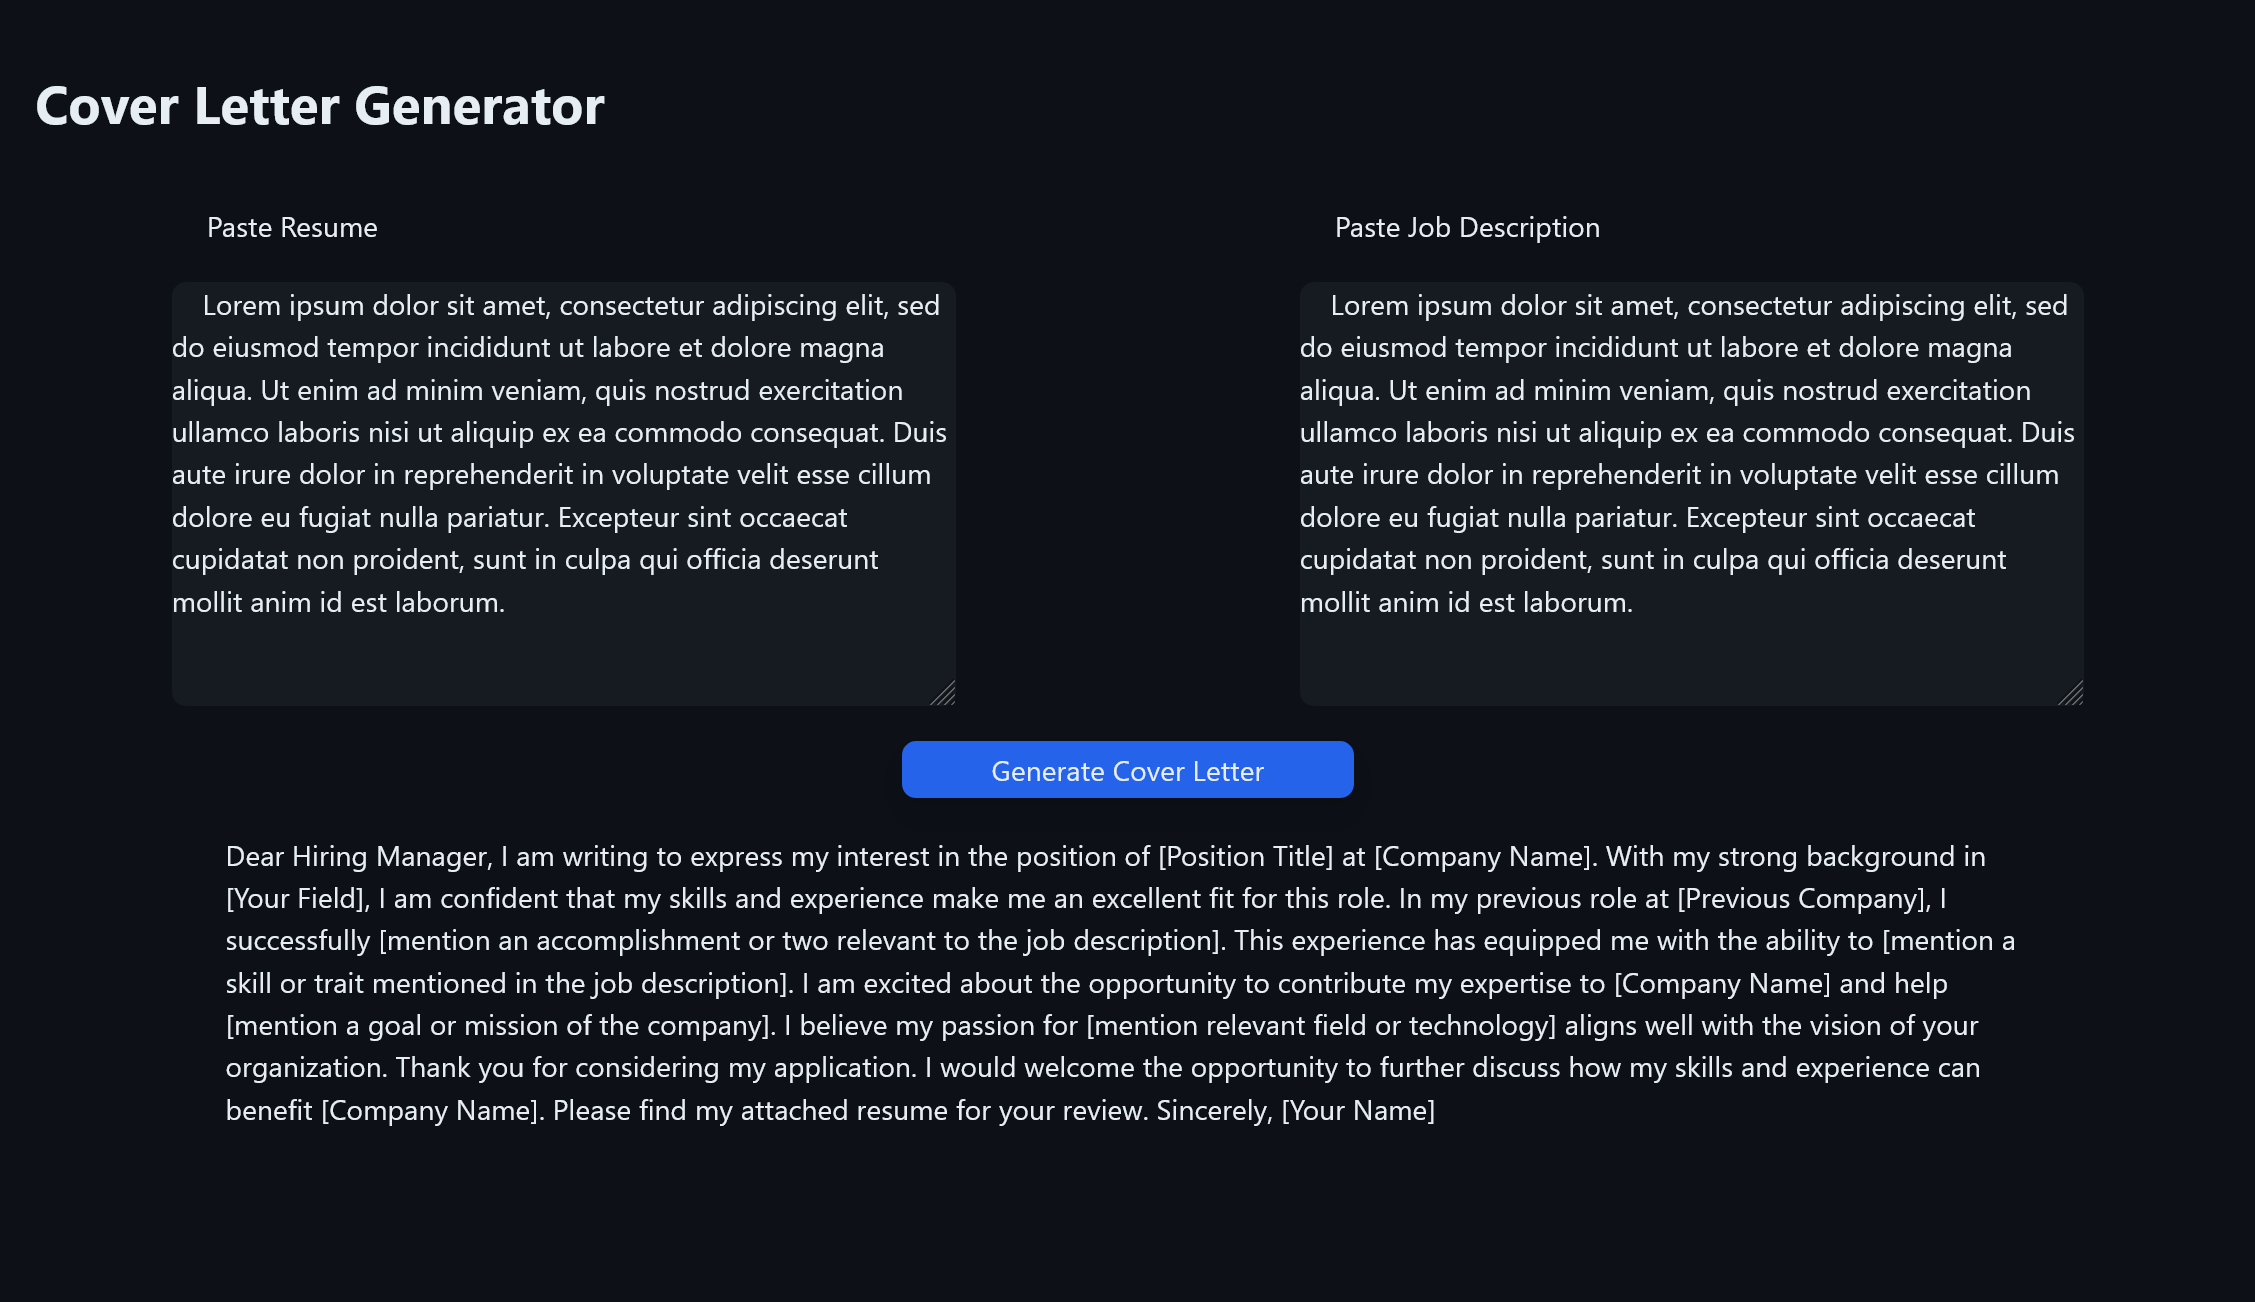 Cover Letter Generator
Paste Resume
Lorem ipsum dolor sit amet, consectetur adipiscing elit, sed
do eiusmod tempor incididunt ut labore et dolore magna
aliqua. Ut enim ad minim veniam, quis nostrud exercitation
ullamco laboris nisi ut aliquip ex ea commodo consequat. Duis
aute irure dolor in reprehenderit in voluptate velit esse cillum
dolore eu fugiat nulla pariatur. Excepteur sint occaecat
cupidatat non proident, sunt in culpa qui officia deserunt
mollit anim id est laborum.
Paste Job Description
Lorem ipsum dolor sit amet, consectetur adipiscing elit, sed
do eiusmod tempor incididunt ut labore et dolore magna
aliqua. Ut enim ad minim veniam, quis nostrud exercitation
ullamco laboris nisi ut aliquip ex ea commodo consequat. Duis
aute irure dolor in reprehenderit in voluptate velit esse cillum
dolore eu fugiat nulla pariatur. Excepteur sint occaecat
cupidatat non proident, sunt in culpa qui officia deserunt
mollit anim id est laborum.
Generate Cover Letter
Dear Hiring Manager, I am writing to express my interest in the position of [Position Title] at [Company Name]. With my strong background in
[Your Field], I am confident that my skills and experience make me an excellent fit for this role. In my previous role at [Previous Company], I
successfully [mention an accomplishment or two relevant to the job description]. This experience has equipped me with the ability to [mention a
skill or trait mentioned in the job description]. I am excited about the opportunity to contribute my expertise to [Company Name] and help
[mention a goal or mission of the company]. I believe my passion for [mention relevant field or technology] aligns well with the vision of your
organization. Thank you for considering my application. I would welcome the opportunity to further discuss how my skills and experience can
benefit [Company Name]. Please find my attached resume for your review. Sincerely, [Your Name]